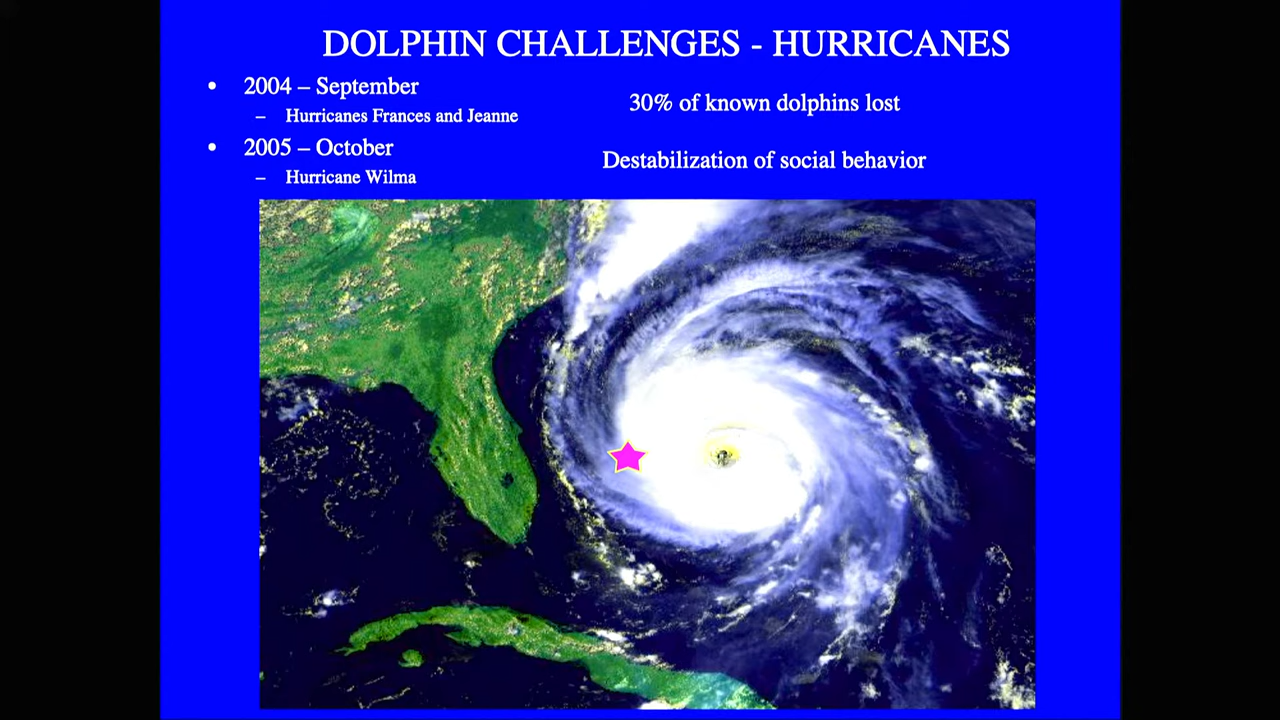 DOLPHIN CHALLENGES - HURRICANES
• 2004 – September
– Hurricanes Frances and Jeanne
• 2005 – October
– Hurricane Wilma
30% of known dolphins lost
Destabilization of social behavior